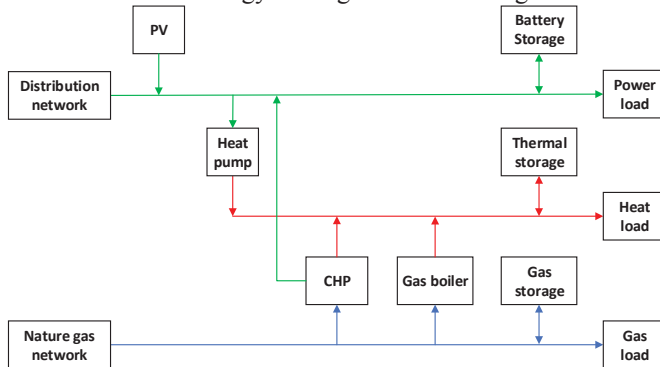 PV
Battery
Storage
Distribution
network
Power
load
Heat
pump
Thermal
storage
Heat
load
CHP
Gas boiler
Gas
storage
Nature gas
network
Gas
load